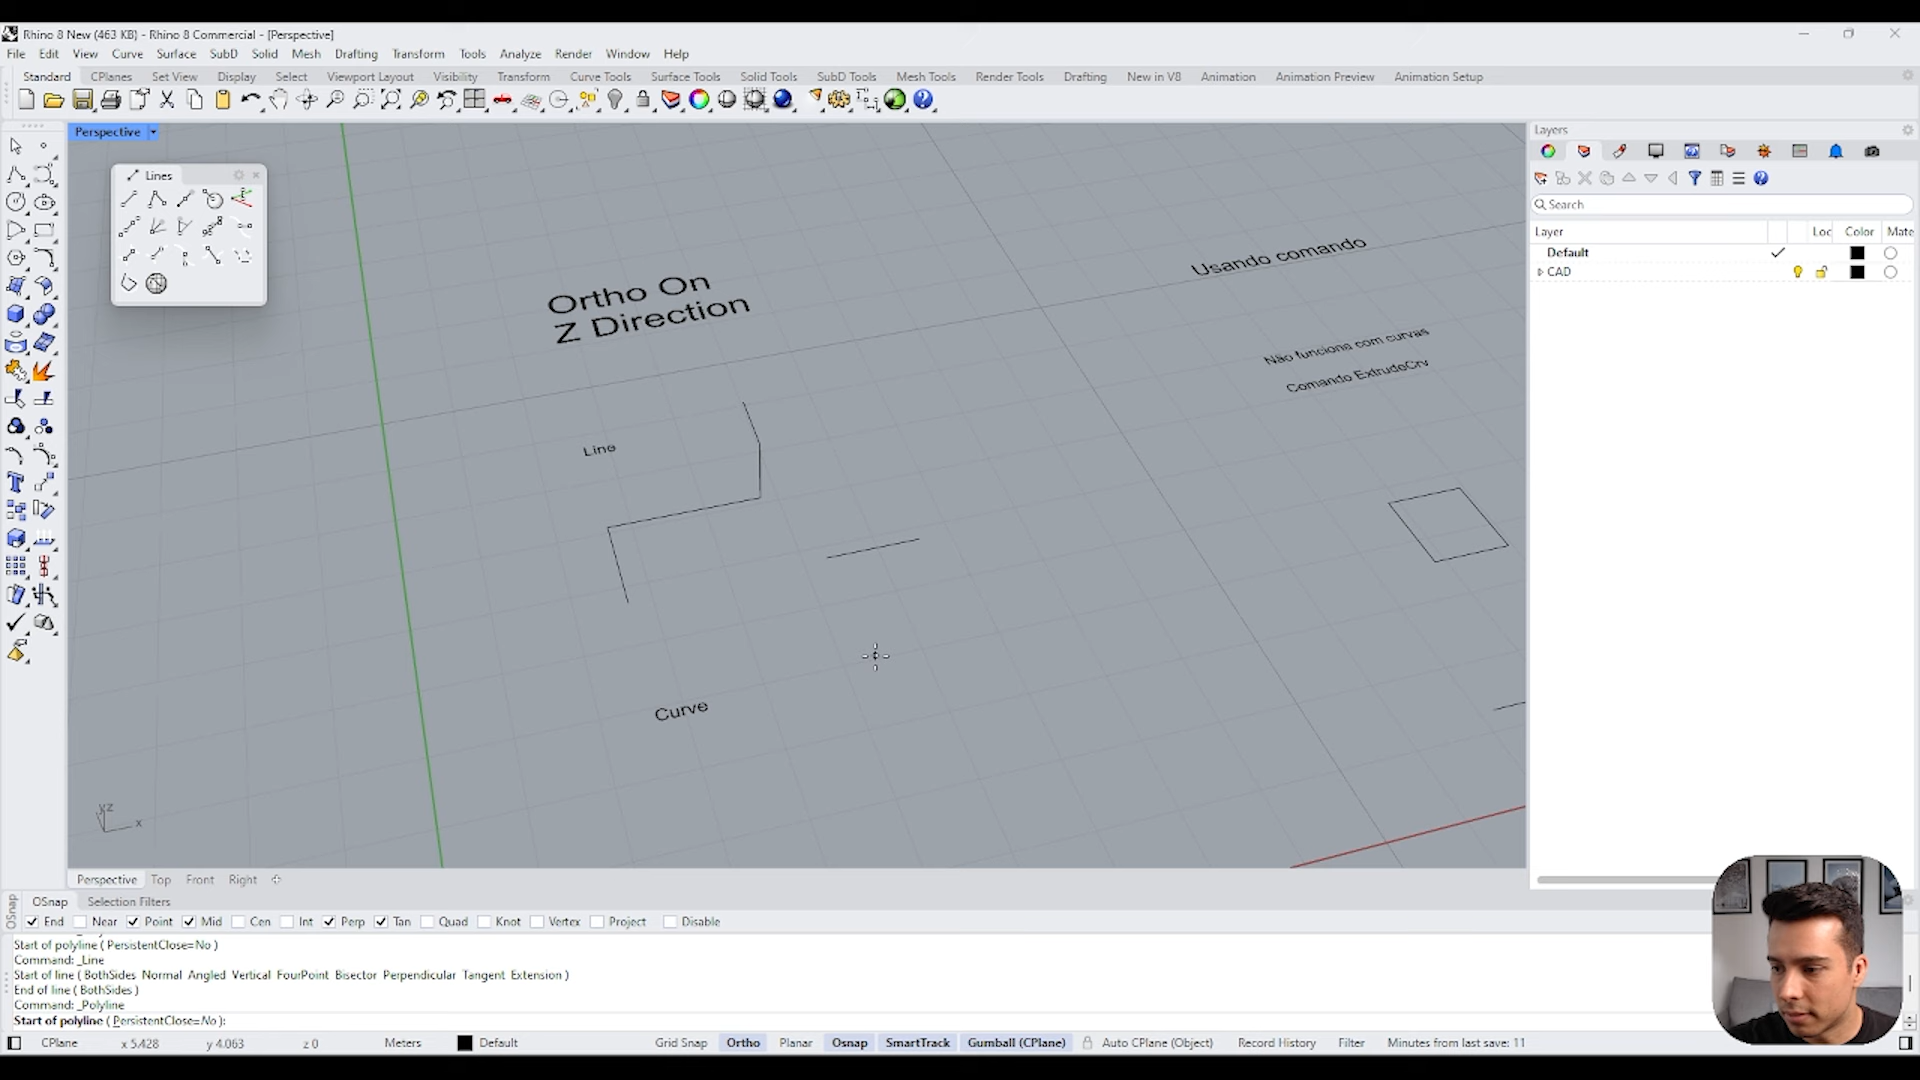 Rhino 8 New (463 KB) - Rhino 8 Commercial - [Perspective]
File Edit View Curve Surface SubD Solid Mesh Drafting Transform Tools Analyze Render Window Help
Standard CPlanes Set View Display Select Viewport Layout Visibility Transform Curve Tools Surface Tools Solid Tools SubD Tools Mesh Tools Render Tools Drafting New in V8 Animation Animation Preview Animation Setup
Perspective
Lines
Ortho On
Z Direction
Line
Curve
Usando comando
Não funciona com curvas
Comando ExtrudeCrv
y z
x
Layers
Search
Layer Loc Color Mate
Default
CAD
Perspective Top Front Right
OSnap
OSnap Selection Filters
End Near Point Mid Cen Int Perp Tan Quad Knot Vertex Project Disable
Start of polyline ( PersistentClose=No )
Command: _Line
Start of line ( BothSides Normal Angled Vertical FourPoint Bisector Perpendicular Tangent Extension )
End of line ( BothSides )
Command: _Polyline
Start of polyline ( PersistentClose=No ):
CPlane x 5.428 y 4.063 z 0 Meters Default Grid Snap Ortho Planar Osnap SmartTrack Gumball (CPlane) Auto CPlane (Object) Record History Filter Minutes from last save: 11